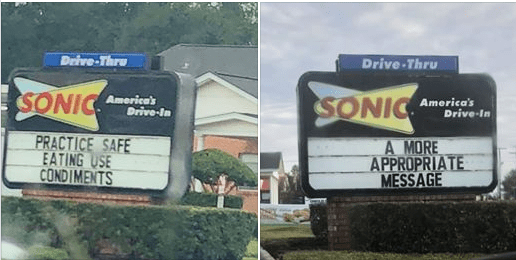 Drive-Thru
SONIC
America's
Drive-In
PRACTICE SAFE
EATING USE
CONDIMENTS
Drive-Thru
SONIC
America's
Drive-In
A MORE
APPROPRIATE
MESSAGE